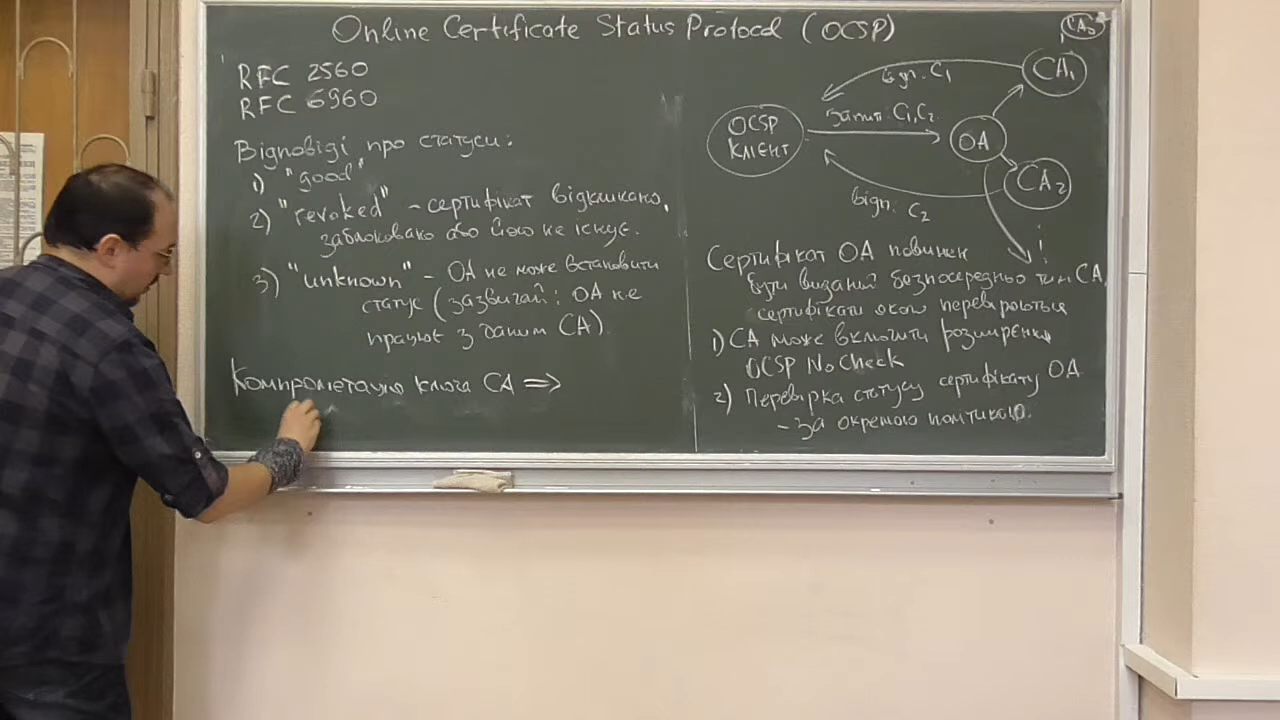 Online Certificate Status Protocol (OCSP)
RFC 2560
RFC 6960
Відповіді про статуси:
1) "good"
2) "revoked" - сертифікат відкликано,
заблоковано або його не існує.
3) "unknown" - OA не може встановити
статус (зазвичай: OA не
працює з даним CA).
Компрометація ключа CA ⇒
CA₀
CA₁
відп. C₁
OCSP
КЛІЄНТ
запит C₁,C₂
OA
CA₂
відп. C₂
Сертифікат OA повинен
бути виданий безпосередньо тим CA,
сертифікати якого перевіряються
1) CA може включити розширення
OCSP NoCheck
2) Перевірка статусу сертифікату OA
- за окремою політикою.